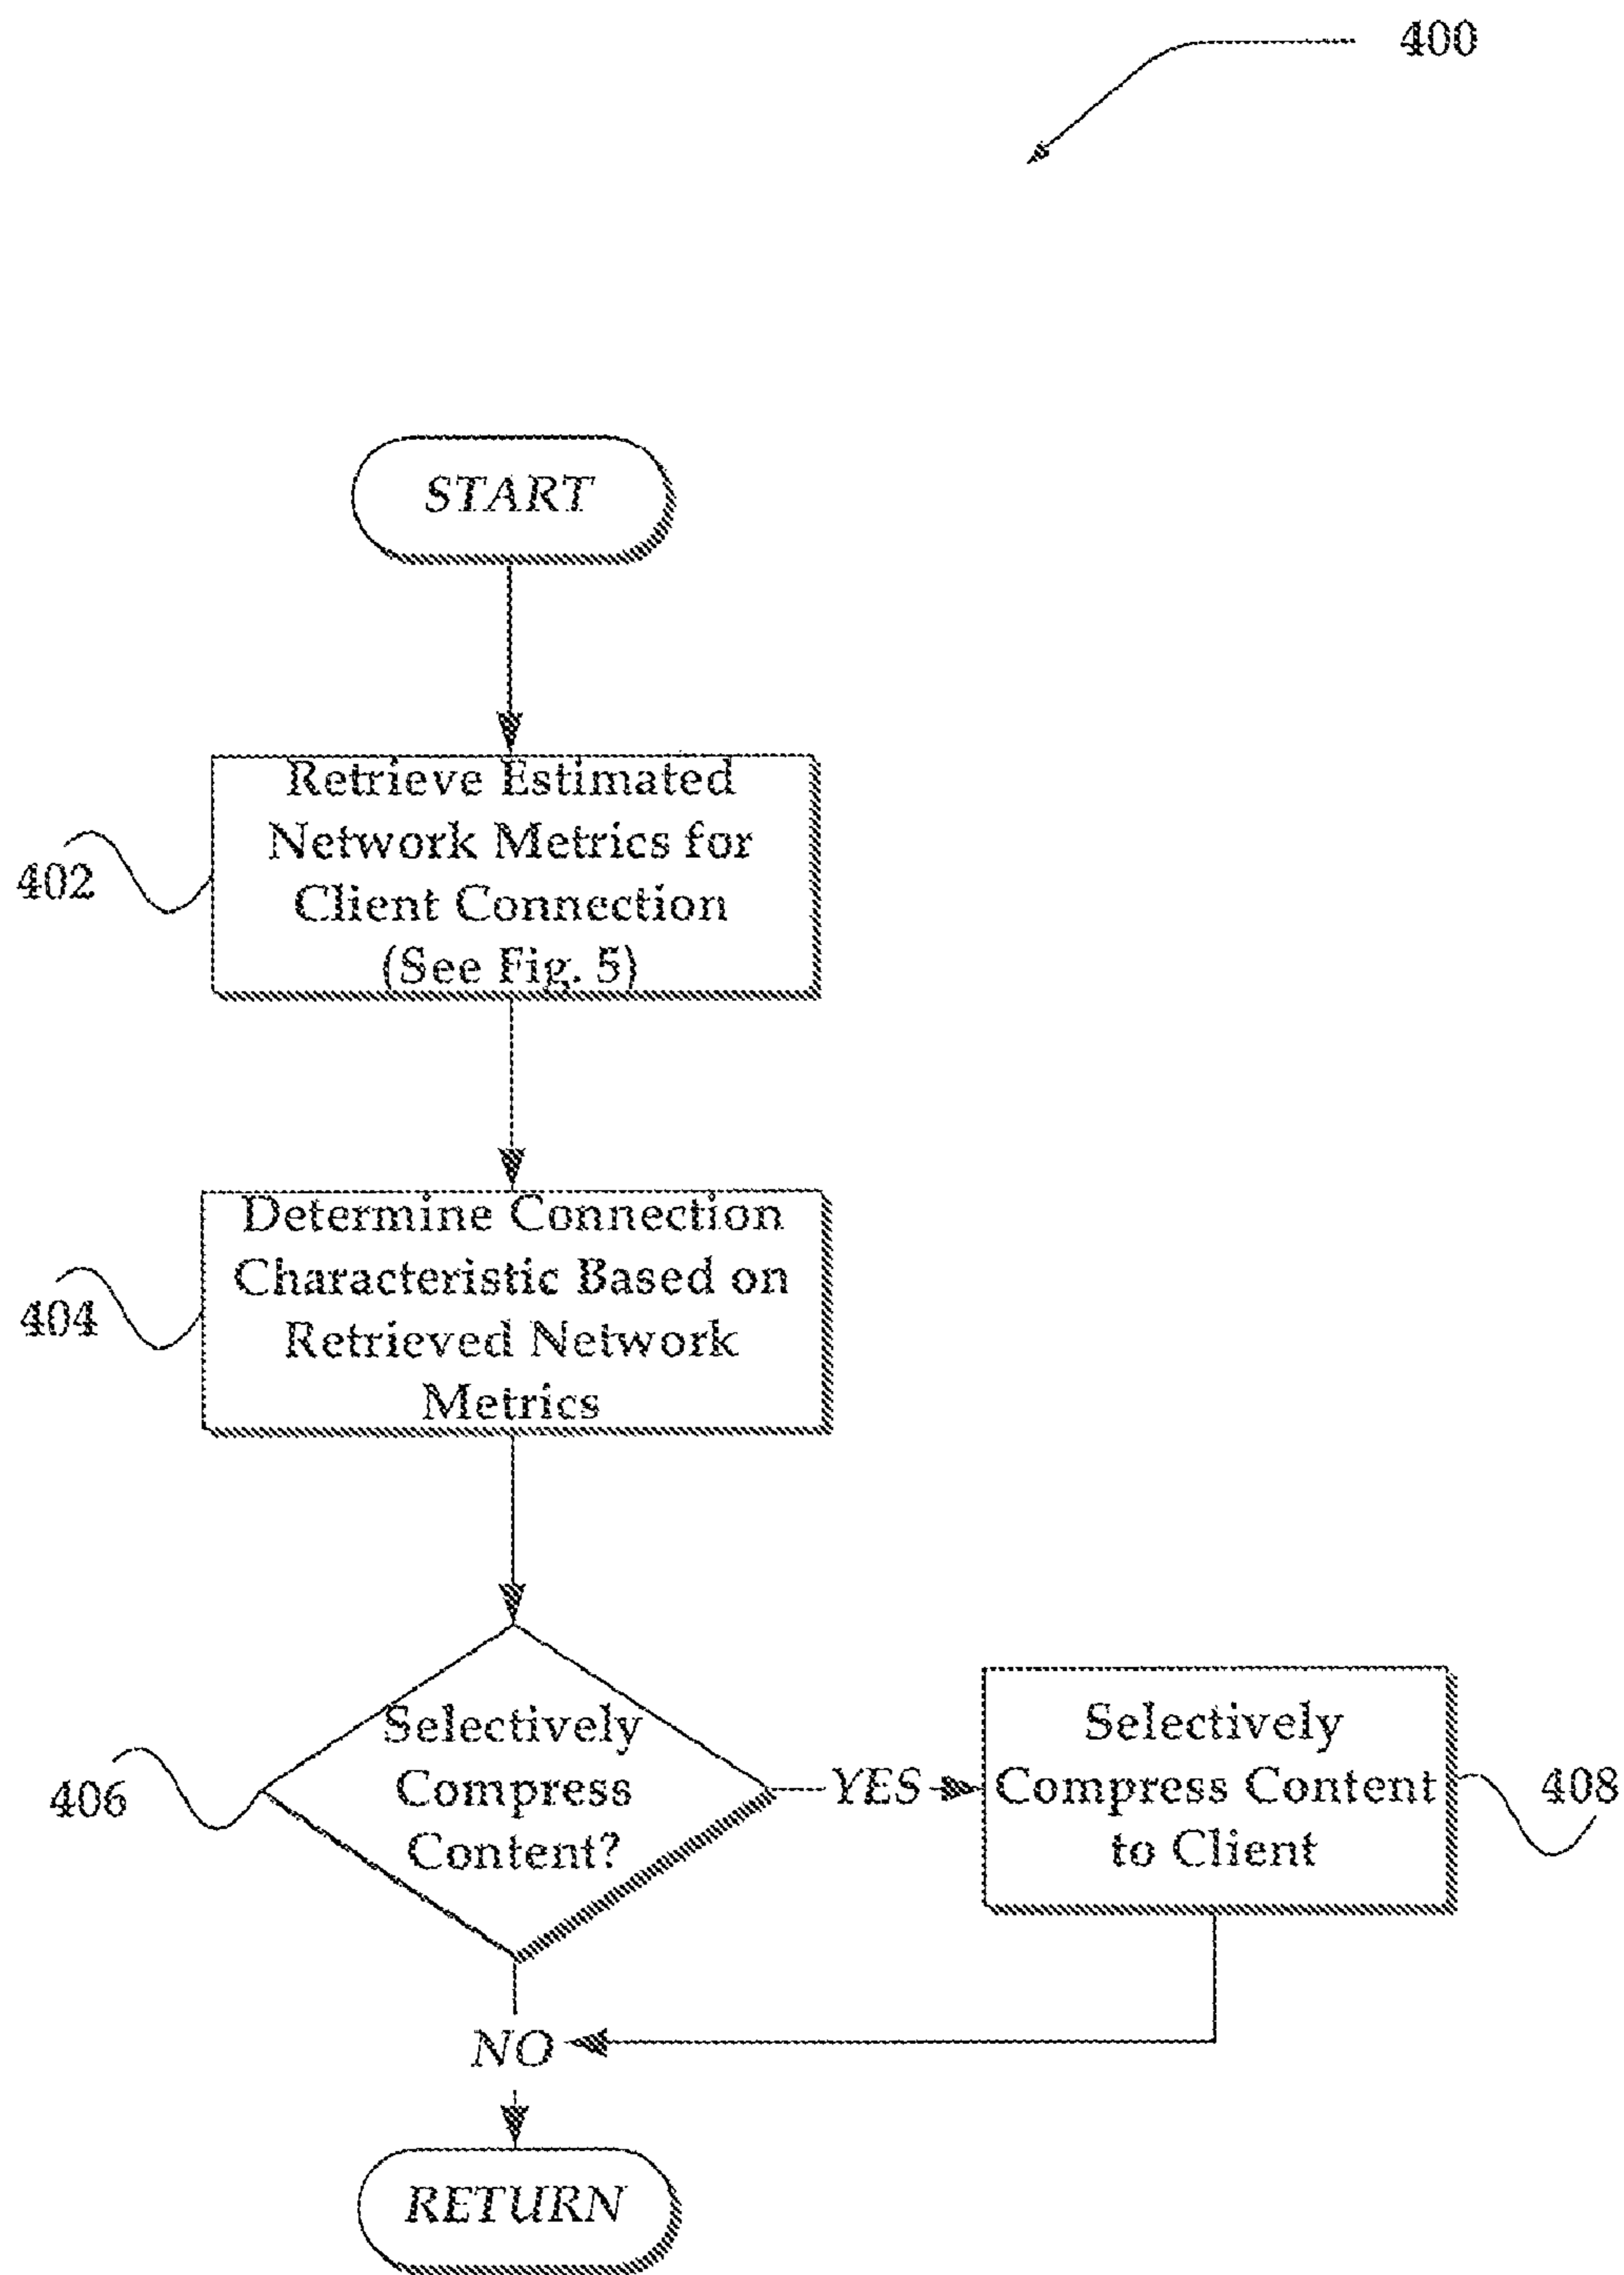 400
START
Retrieve Estimated
Network Metrics for
Client Connection
(See Fig. 5)
402
Determine Connection
Characteristic Based on
Retrieved Network
Metrics
404
Selectively
Compress
Content?
406
YES
Selectively
Compress Content
to Client
408
NO
RETURN